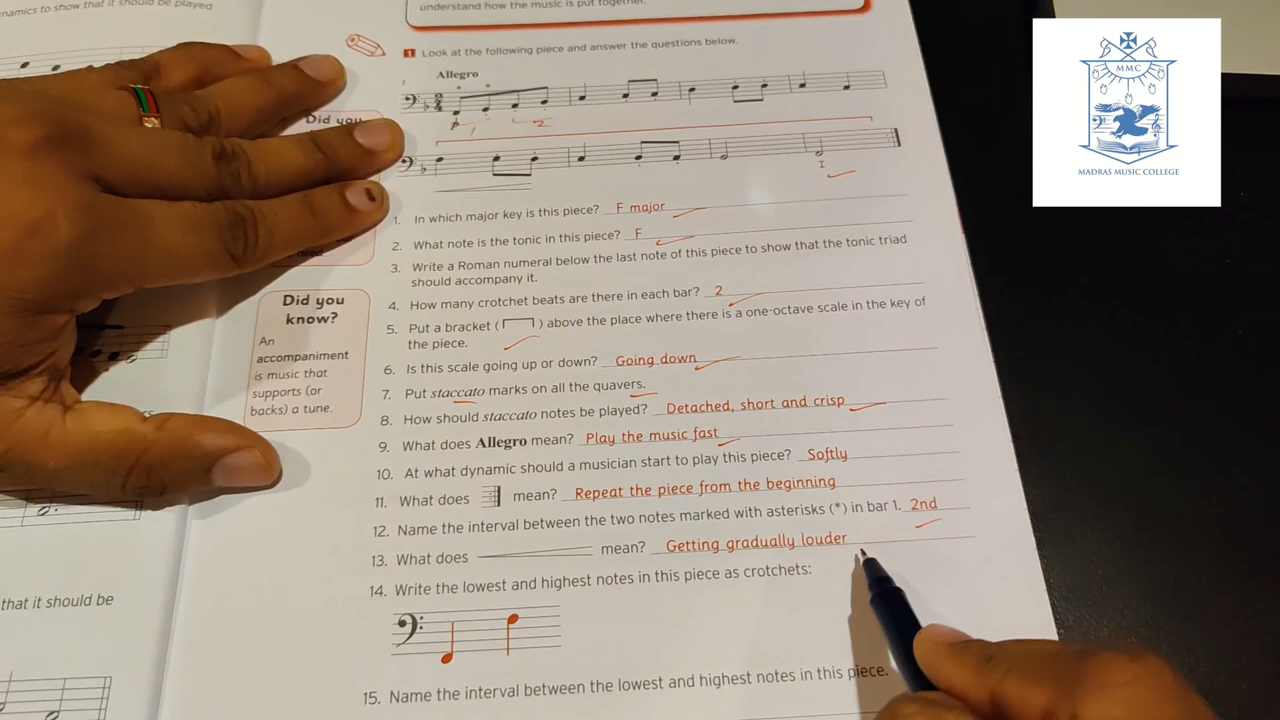 namics to show that it should be played
understand how the music is put together.
1 Look at the following piece and answer the questions below.
Allegro
p
1 2
I
Did you
1. In which major key is this piece? F major
2. What note is the tonic in this piece? F
3. Write a Roman numeral below the last note of this piece to show that the tonic triad
should accompany it.
4. How many crotchet beats are there in each bar? 2
5. Put a bracket ( ) above the place where there is a one-octave scale in the key of
the piece.
6. Is this scale going up or down? Going down
7. Put staccato marks on all the quavers.
8. How should staccato notes be played? Detached, short and crisp
9. What does Allegro mean? Play the music fast
10. At what dynamic should a musician start to play this piece? Softly
11. What does mean? Repeat the piece from the beginning
12. Name the interval between the two notes marked with asterisks (*) in bar 1. 2nd
13. What does mean? Getting gradually louder
14. Write the lowest and highest notes in this piece as crotchets:
15. Name the interval between the lowest and highest notes in this piece.
Did you
know?
An
accompaniment
is music that
supports (or
backs) a tune.
that it should be
MMC
MADRAS MUSIC COLLEGE